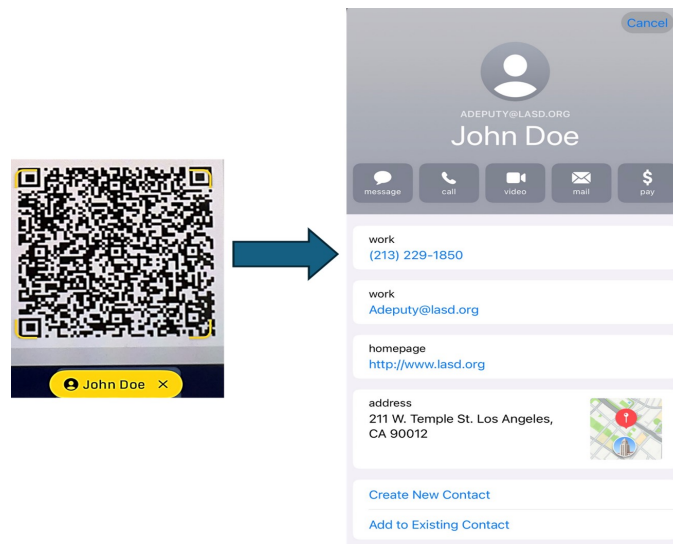 John Doe ×
Cancel
ADEPUTY@LASD.ORG
John Doe
message
call
video
mail
$
pay
work
(213) 229-1850
work
Adeputy@lasd.org
homepage
http://www.lasd.org
address
211 W. Temple St. Los Angeles,
CA 90012
Create New Contact
Add to Existing Contact